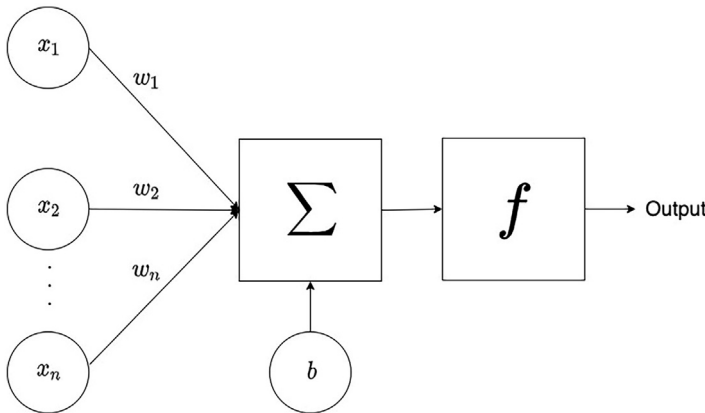 x₁
w₁
x₂
w₂
Σ
f
Output
wₙ
xₙ
b